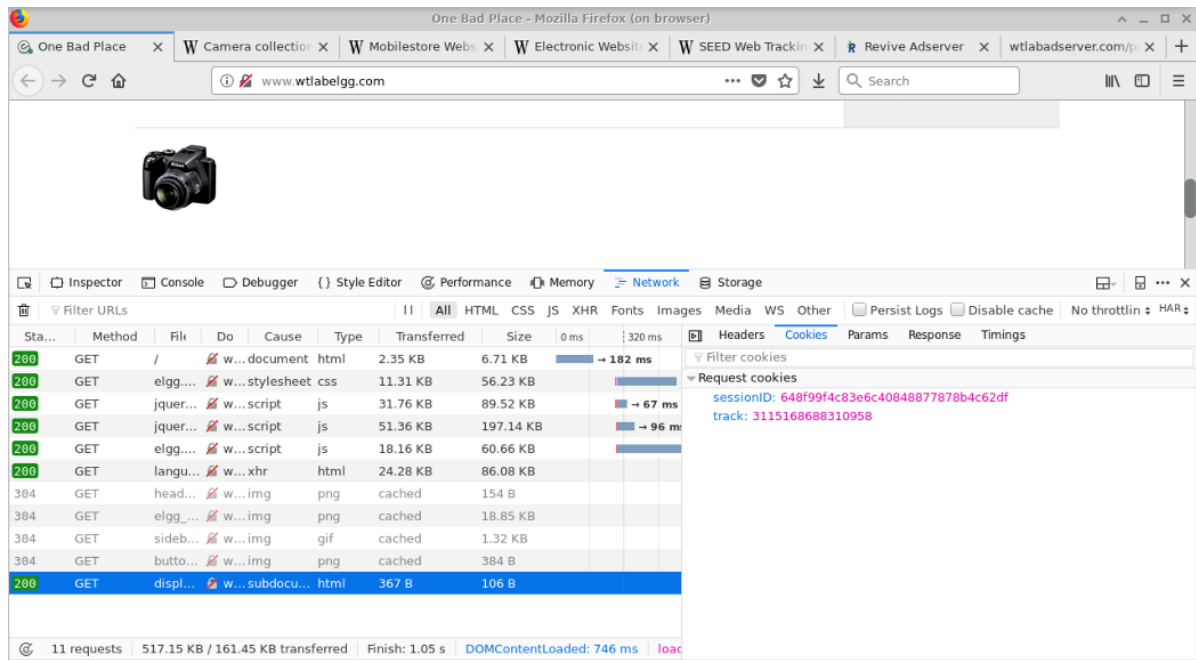 One Bad Place - Mozilla Firefox (on browser)
One Bad Place
Camera collection
Mobilestore Webs
Electronic Website
SEED Web Trackin
Revive Adserver
wtlabadserver.com/p
www.wtlabelgg.com
Search
Nikon
Inspector Console Debugger {} Style Editor Performance Memory Network Storage
Filter URLs
All HTML CSS JS XHR Fonts Images Media WS Other Persist Logs Disable cache No throttlin HAR
Sta... Method File Do Cause Type Transferred Size 0 ms 320 ms
200 GET / w... document html 2.35 KB 6.71 KB → 182 ms
200 GET elgg.... w... stylesheet css 11.31 KB 56.23 KB
200 GET jquer... w... script js 31.76 KB 89.52 KB → 67 ms
200 GET jquer... w... script js 51.36 KB 197.14 KB → 96 ms
200 GET elgg.... w... script js 18.16 KB 60.66 KB
200 GET langu... w... xhr html 24.28 KB 86.08 KB
304 GET head... w... img png cached 154 B
304 GET elgg_... w... img png cached 18.85 KB
304 GET sideb... w... img gif cached 1.32 KB
304 GET butto... w... img png cached 384 B
200 GET displ... w... subdocu... html 367 B 106 B
11 requests 517.15 KB / 161.45 KB transferred Finish: 1.05 s DOMContentLoaded: 746 ms load
Headers Cookies Params Response Timings
Filter cookies
Request cookies
sessionID: 648f99f4c83e6c40848877878b4c62df
track: 3115168688310958